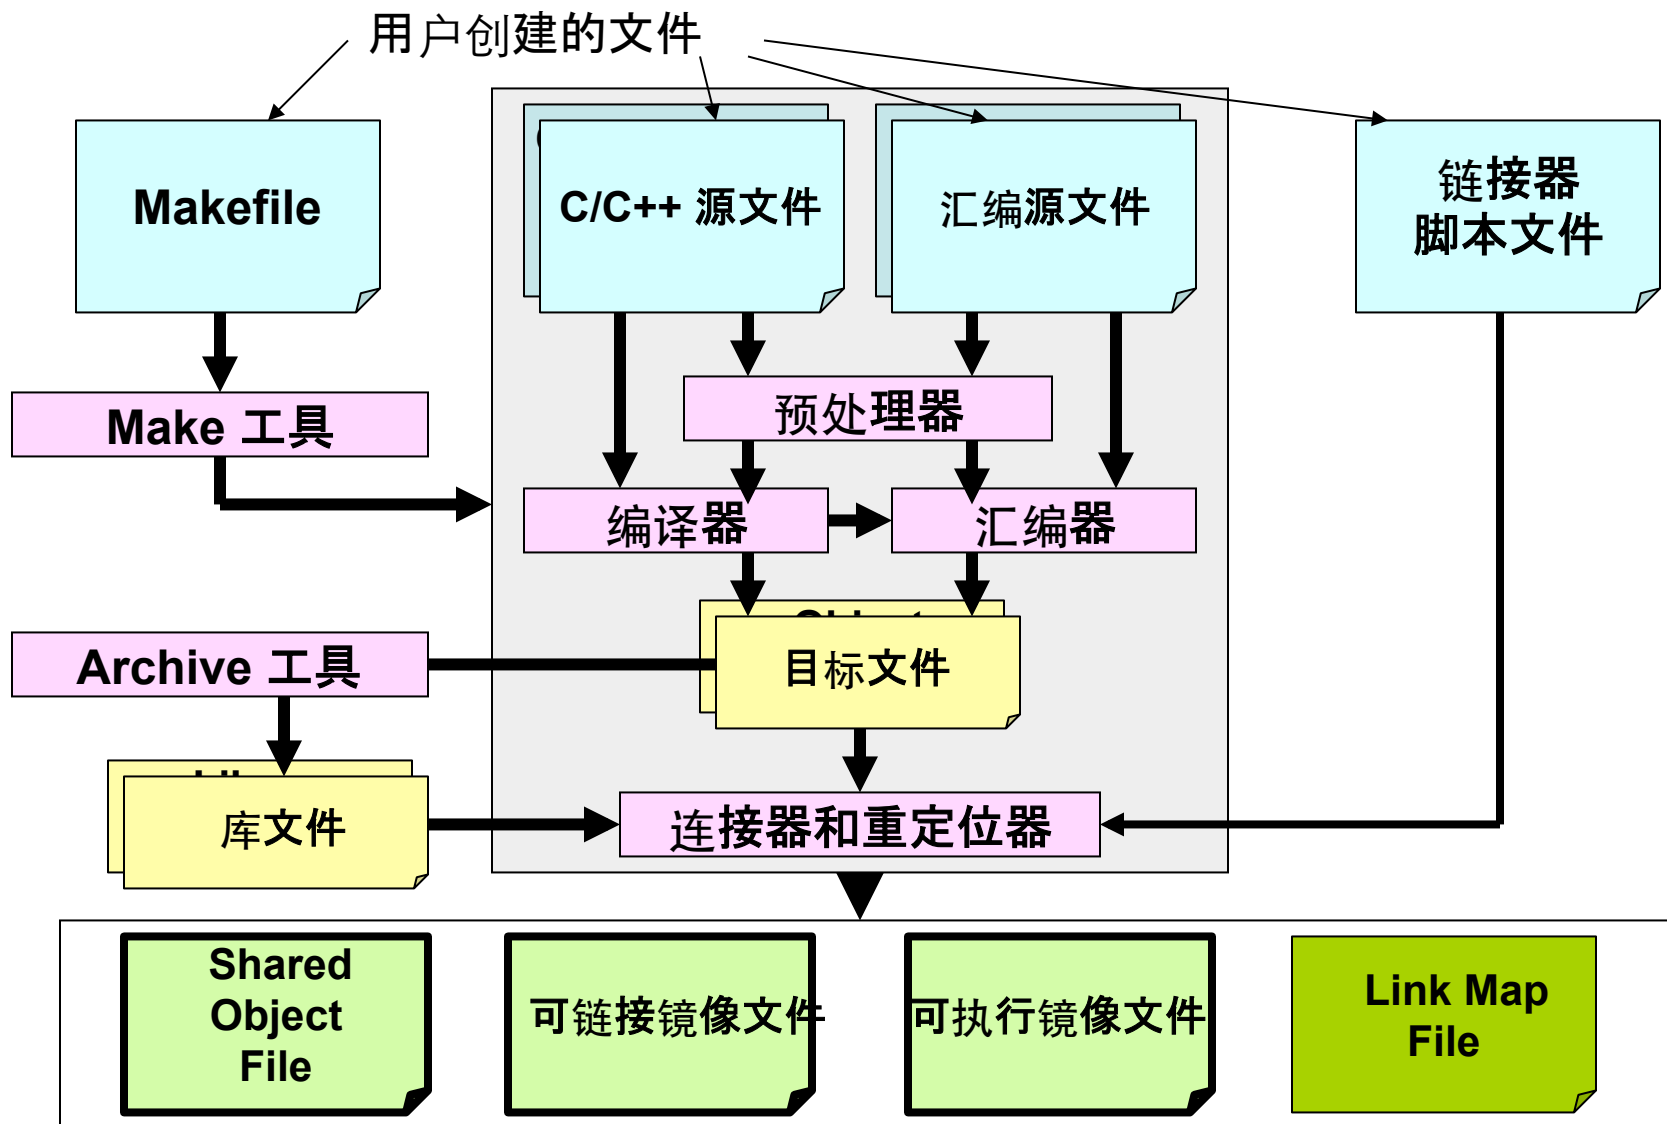 用户创建的文件
Makefile
C/C++ 源文件
汇编源文件
链接器
脚本文件
Make 工具
预处理器
编译器
汇编器
Archive 工具
目标文件
库文件
连接器和重定位器
Shared
Object
File
可链接镜像文件
可执行镜像文件
Link Map
File